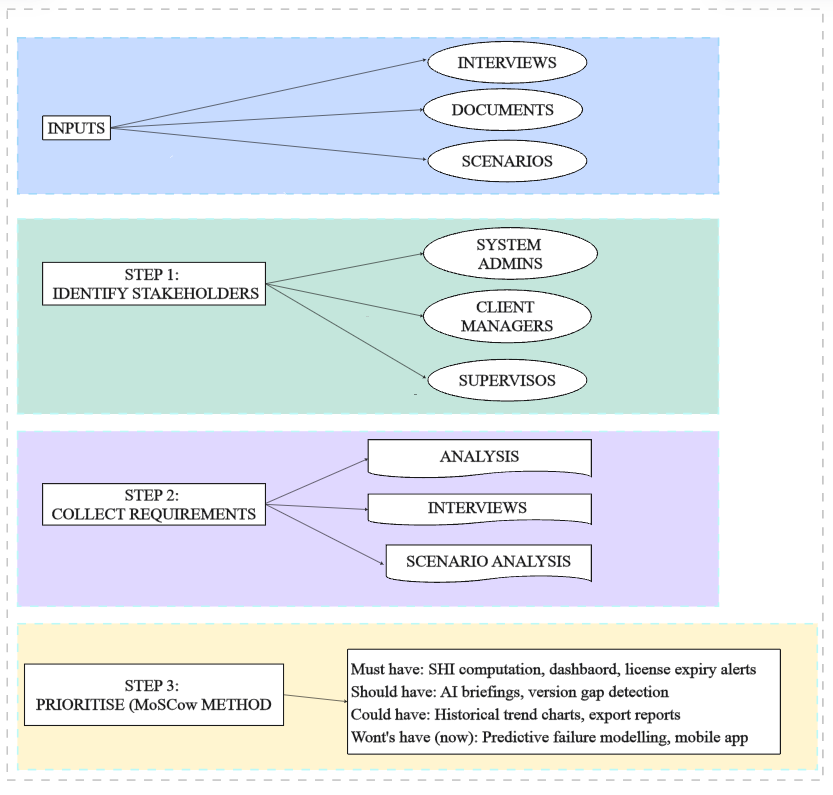 INPUTS
INTERVIEWS
DOCUMENTS
SCENARIOS
STEP 1:
IDENTIFY STAKEHOLDERS
SYSTEM
ADMINS
CLIENT
MANAGERS
SUPERVISOS
STEP 2:
COLLECT REQUIREMENTS
ANALYSIS
INTERVIEWS
SCENARIO ANALYSIS
STEP 3:
PRIORITISE (MoSCow METHOD
Must have: SHI computation, dashbaord, license expiry alerts
Should have: AI briefings, version gap detection
Could have: Historical trend charts, export reports
Wont's have (now): Predictive failure modelling, mobile app